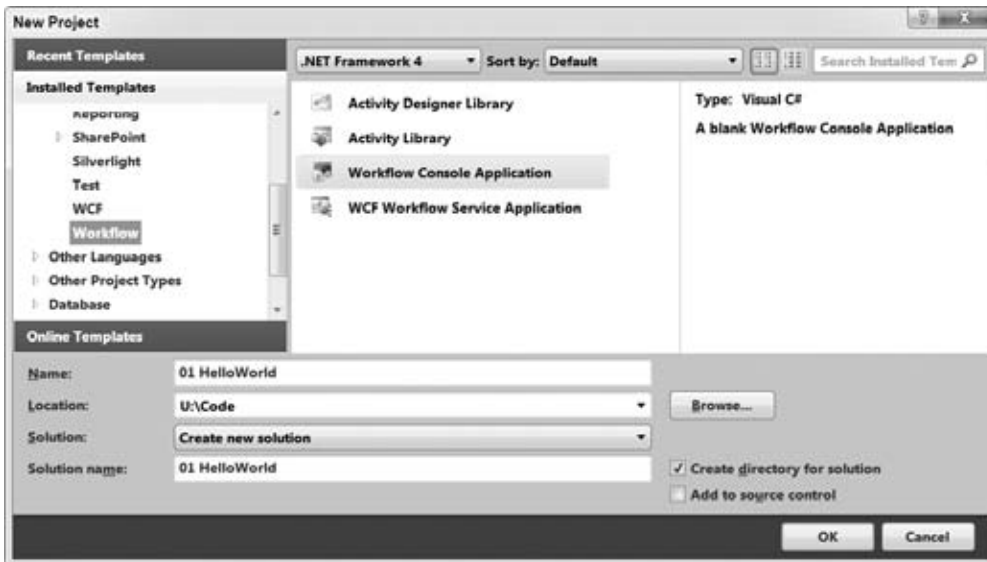 New Project
Recent Templates
.NET Framework 4 Sort by: Default Search Installed Tem
Installed Templates
Reporting
SharePoint
Silverlight
Test
WCF
Workflow
Other Languages
Other Project Types
Database
Online Templates
Activity Designer Library
Activity Library
Workflow Console Application
WCF Workflow Service Application
Type: Visual C#
A blank Workflow Console Application
Name: 01 HelloWorld
Location: U:\Code Browse...
Solution: Create new solution
Solution name: 01 HelloWorld
Create directory for solution
Add to source control
OK Cancel